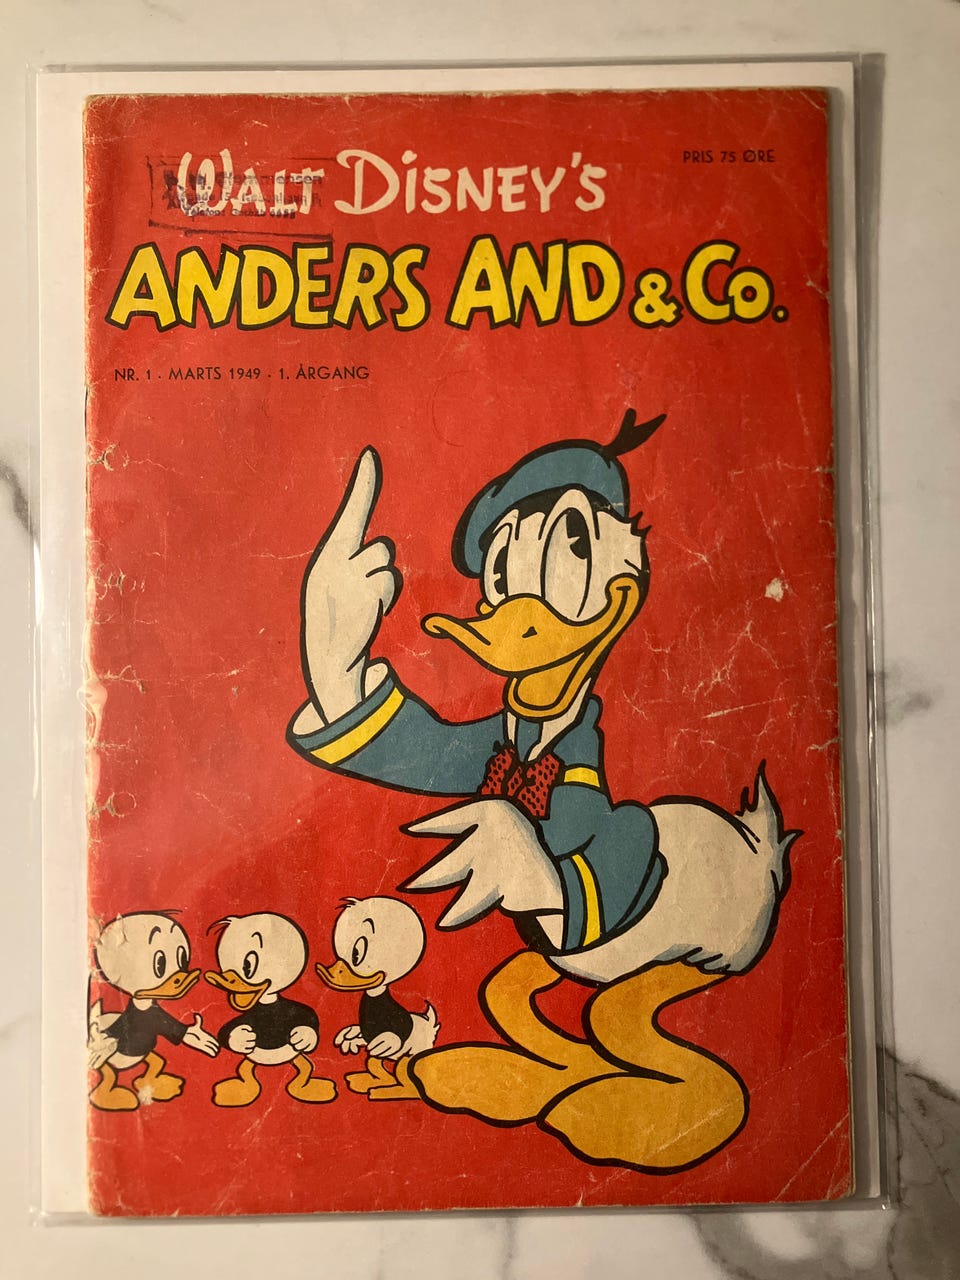 PRIS 75 ØRE
WALT DISNEY'S
ANDERS AND & CO.
NR. 1 · MARTS 1949 · 1. ÅRGANG